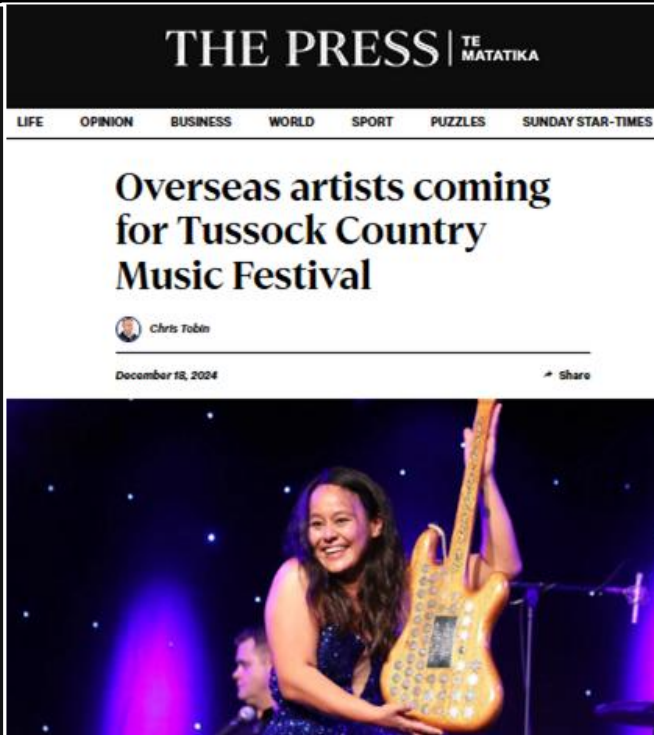 THE PRESS | TE
MATATIKA
LIFE OPINION BUSINESS WORLD SPORT PUZZLES SUNDAY STAR-TIMES
Overseas artists coming
for Tussock Country
Music Festival
Chris Tobin
December 18, 2024 Share